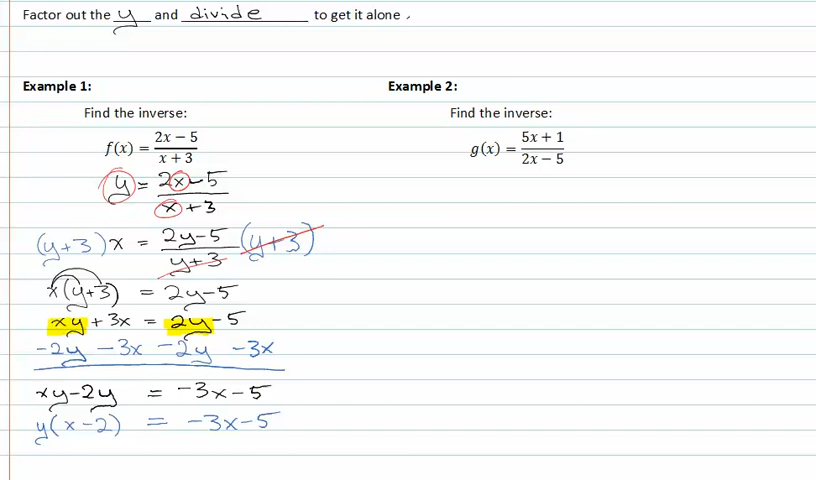 Factor out the y and divide to get it alone.
Example 1:
Find the inverse:
f(x) = (2x − 5)/(x + 3)
y = (2x − 5)/(x + 3)
(y+3) x = (2y−5)/(y+3) (y+3)
x(y+3) = 2y−5
xy + 3x = 2y−5
−2y −3x −2y −3x
xy−2y = −3x−5
y(x−2) = −3x−5
Example 2:
Find the inverse:
g(x) = (5x + 1)/(2x − 5)